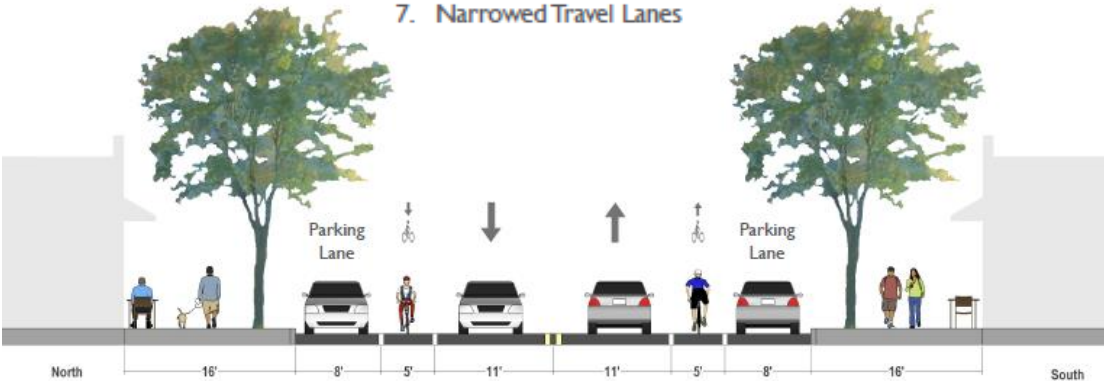 7. Narrowed Travel Lanes
Parking
Lane
Parking
Lane
North
16'
8'
5'
11'
11'
5'
8'
16'
South